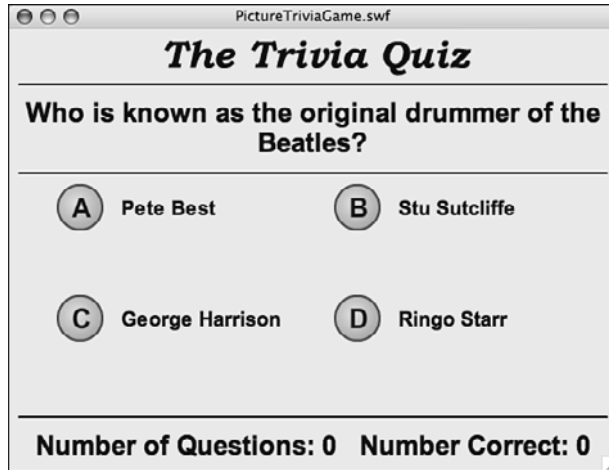 PictureTriviaGame.swf
The Trivia Quiz
Who is known as the original drummer of the
Beatles?
A Pete Best B Stu Sutcliffe
C George Harrison D Ringo Starr
Number of Questions: 0 Number Correct: 0